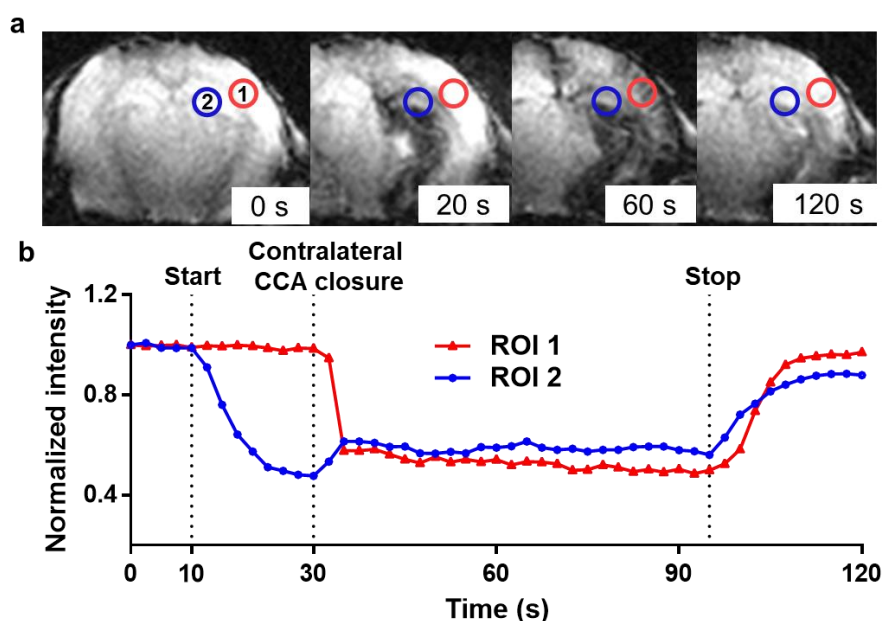 a
2 1
0 s
20 s
60 s
120 s
b
Start
Contralateral
CCA closure
Stop
Normalized intensity
1.2
0.8
0.4
ROI 1
ROI 2
0 10 30 60 90 120
Time (s)